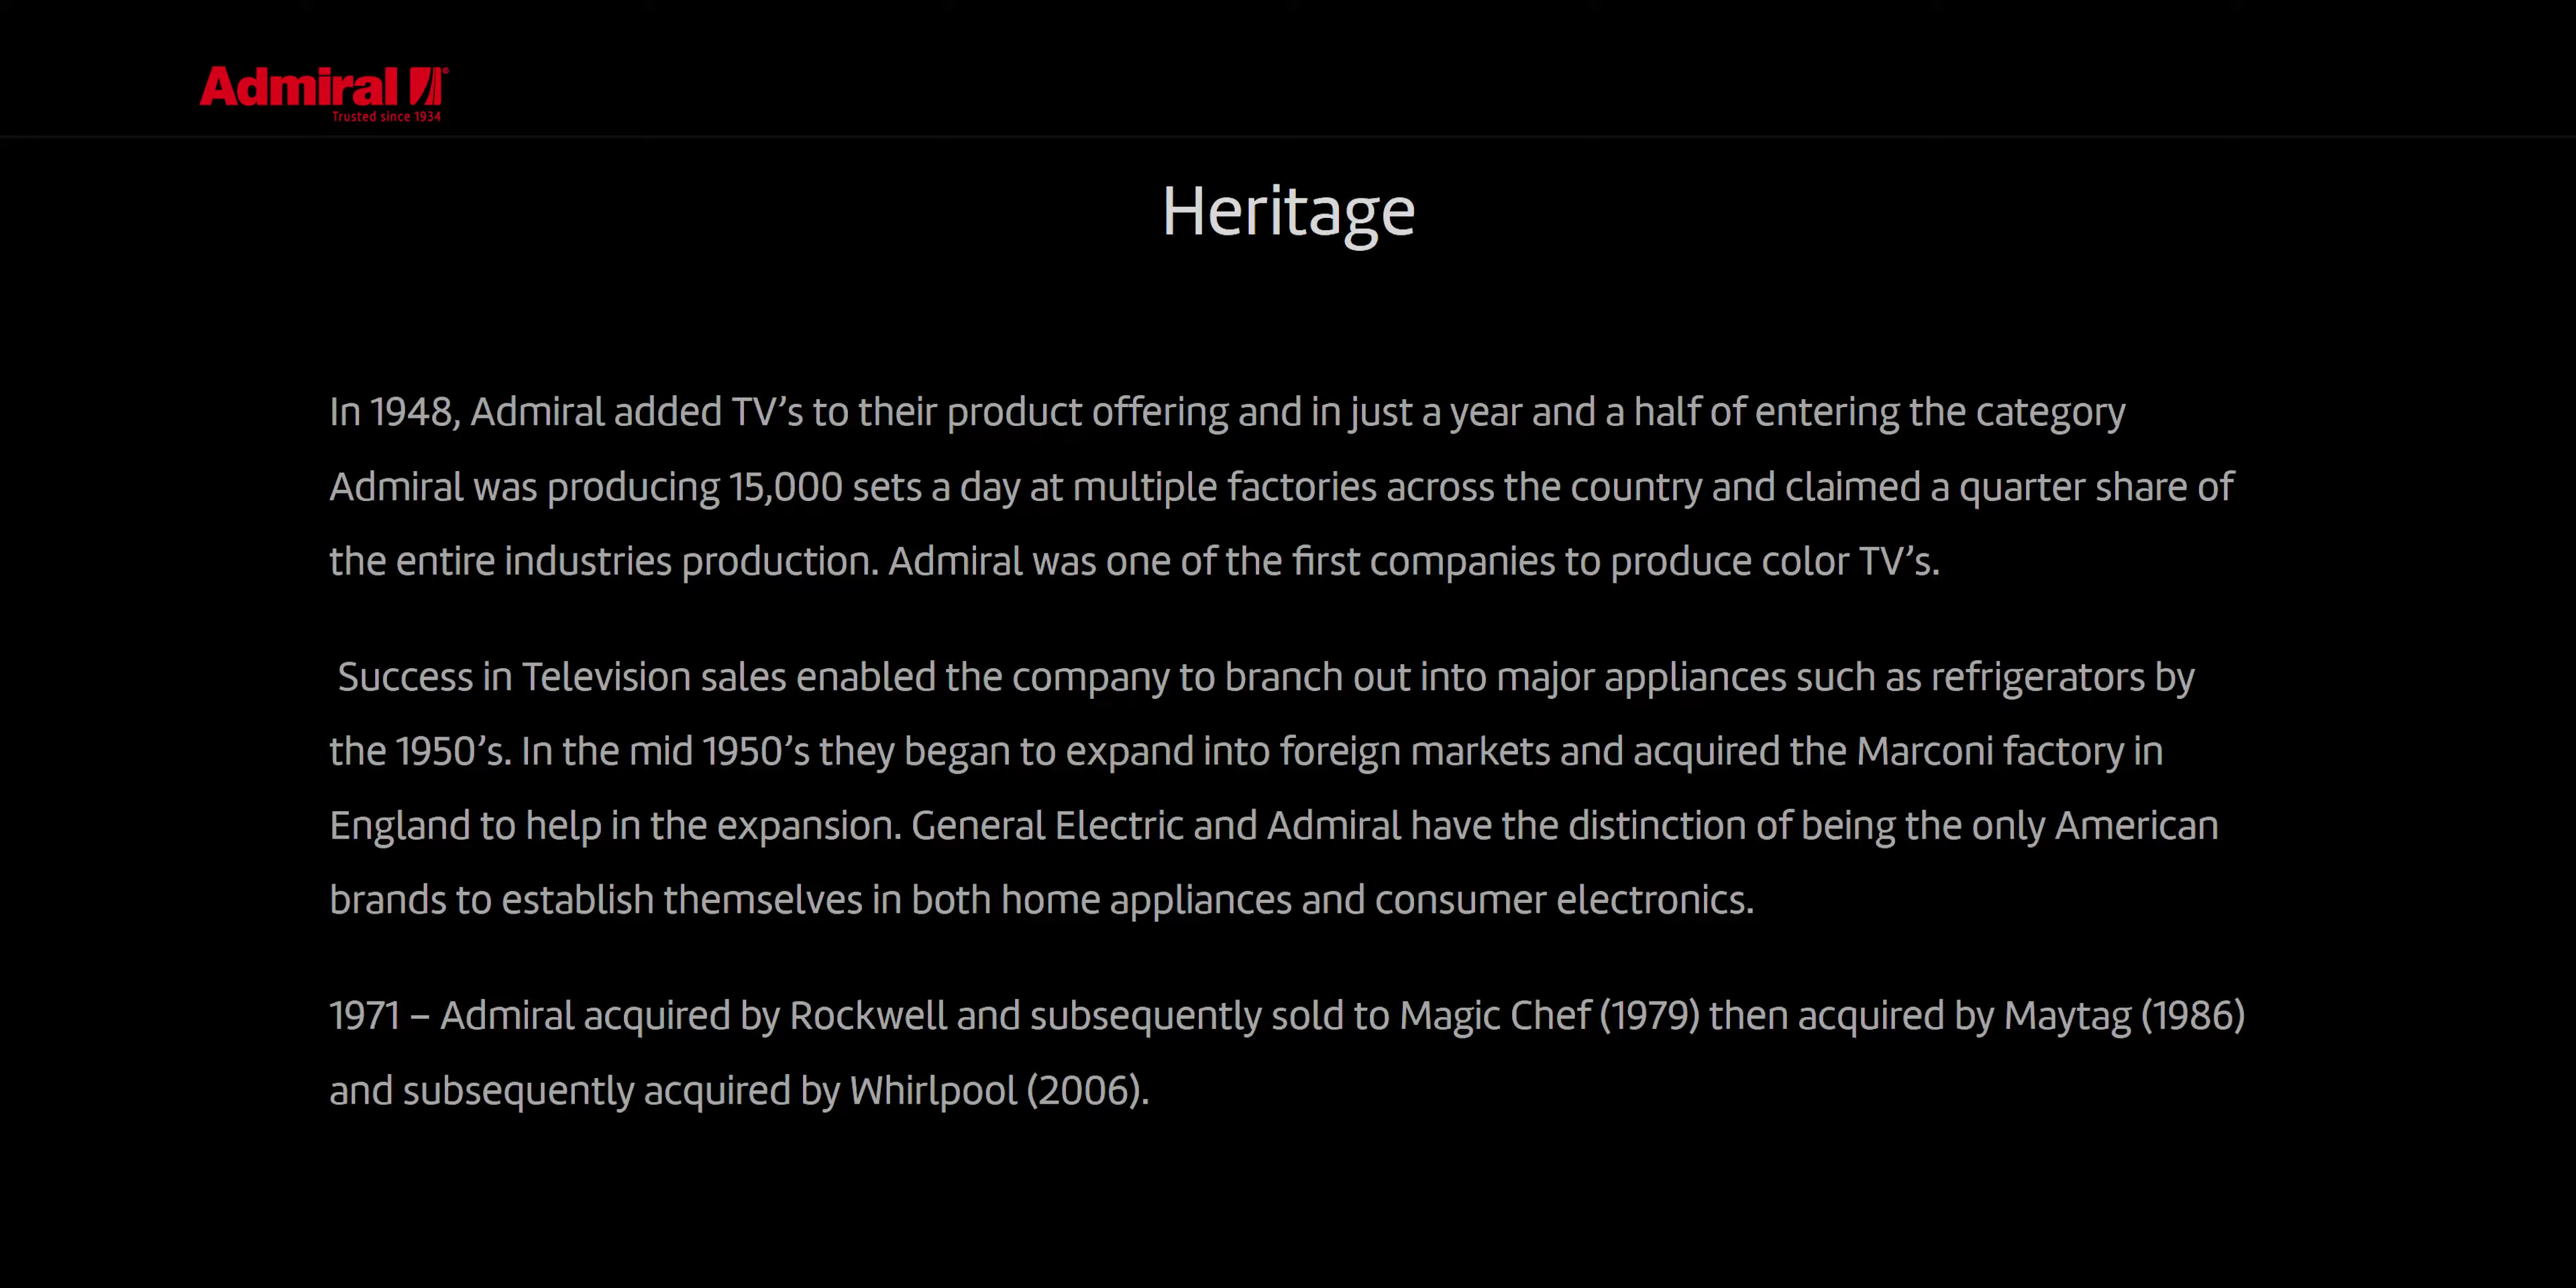 Admiral ®
Trusted since 1934
Heritage
In 1948, Admiral added TV’s to their product offering and in just a year and a half of entering the category
Admiral was producing 15,000 sets a day at multiple factories across the country and claimed a quarter share of
the entire industries production. Admiral was one of the first companies to produce color TV’s.
Success in Television sales enabled the company to branch out into major appliances such as refrigerators by
the 1950’s. In the mid 1950’s they began to expand into foreign markets and acquired the Marconi factory in
England to help in the expansion. General Electric and Admiral have the distinction of being the only American
brands to establish themselves in both home appliances and consumer electronics.
1971 – Admiral acquired by Rockwell and subsequently sold to Magic Chef (1979) then acquired by Maytag (1986)
and subsequently acquired by Whirlpool (2006).